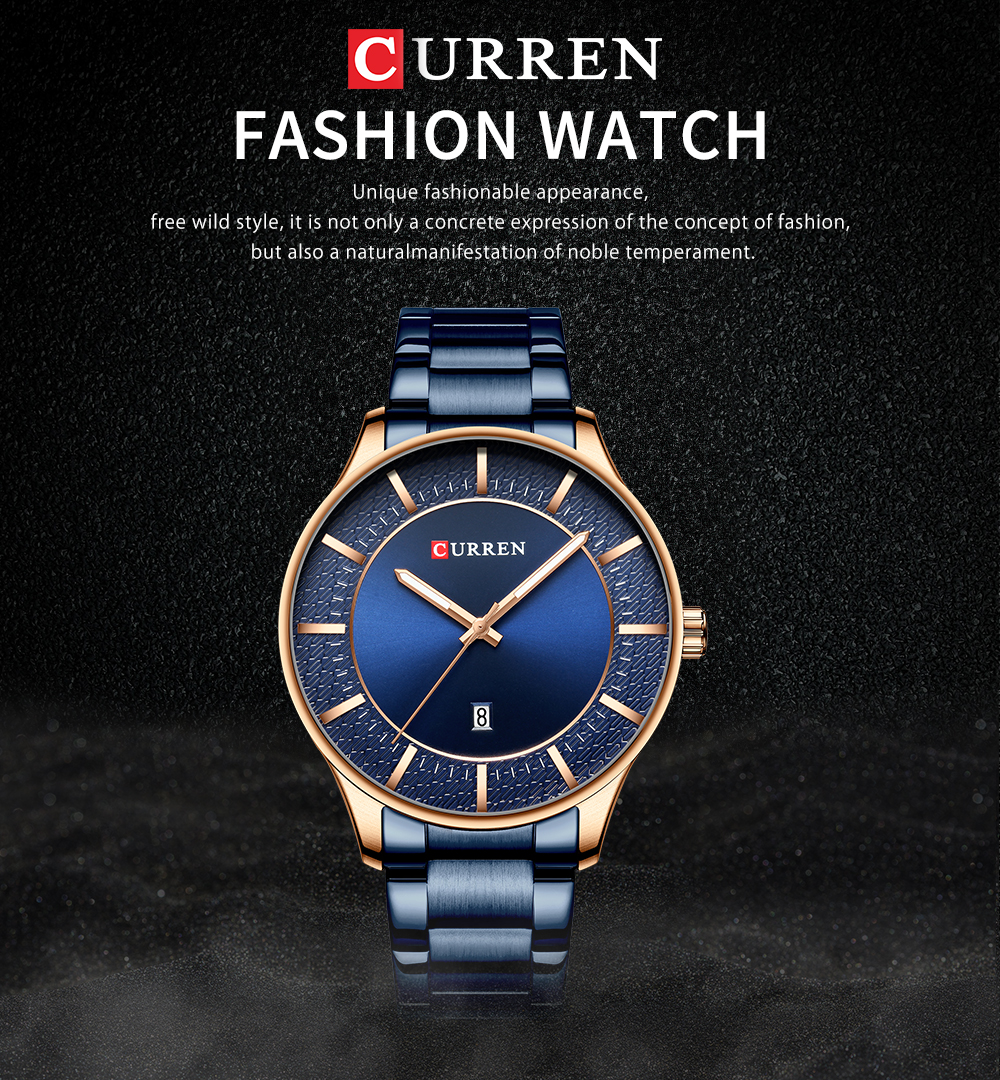 CURREN
FASHION WATCH
Unique fashionable appearance,
free wild style, it is not only a concrete expression of the concept of fashion,
but also a naturalmanifestation of noble temperament.
CURREN
8